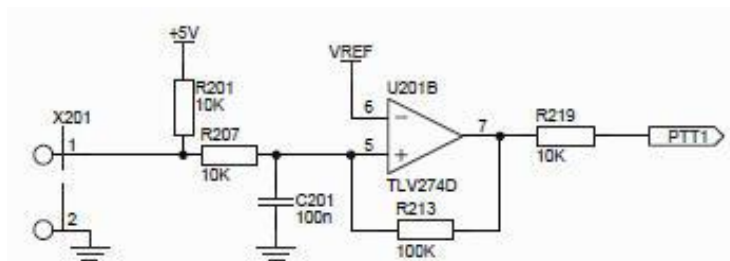 +5V
VREF
U201B
R201
10K
X201
1
R207
10K
6
5
7
TLV274D
R219
10K
PTT1
C201
100n
R213
100K
2